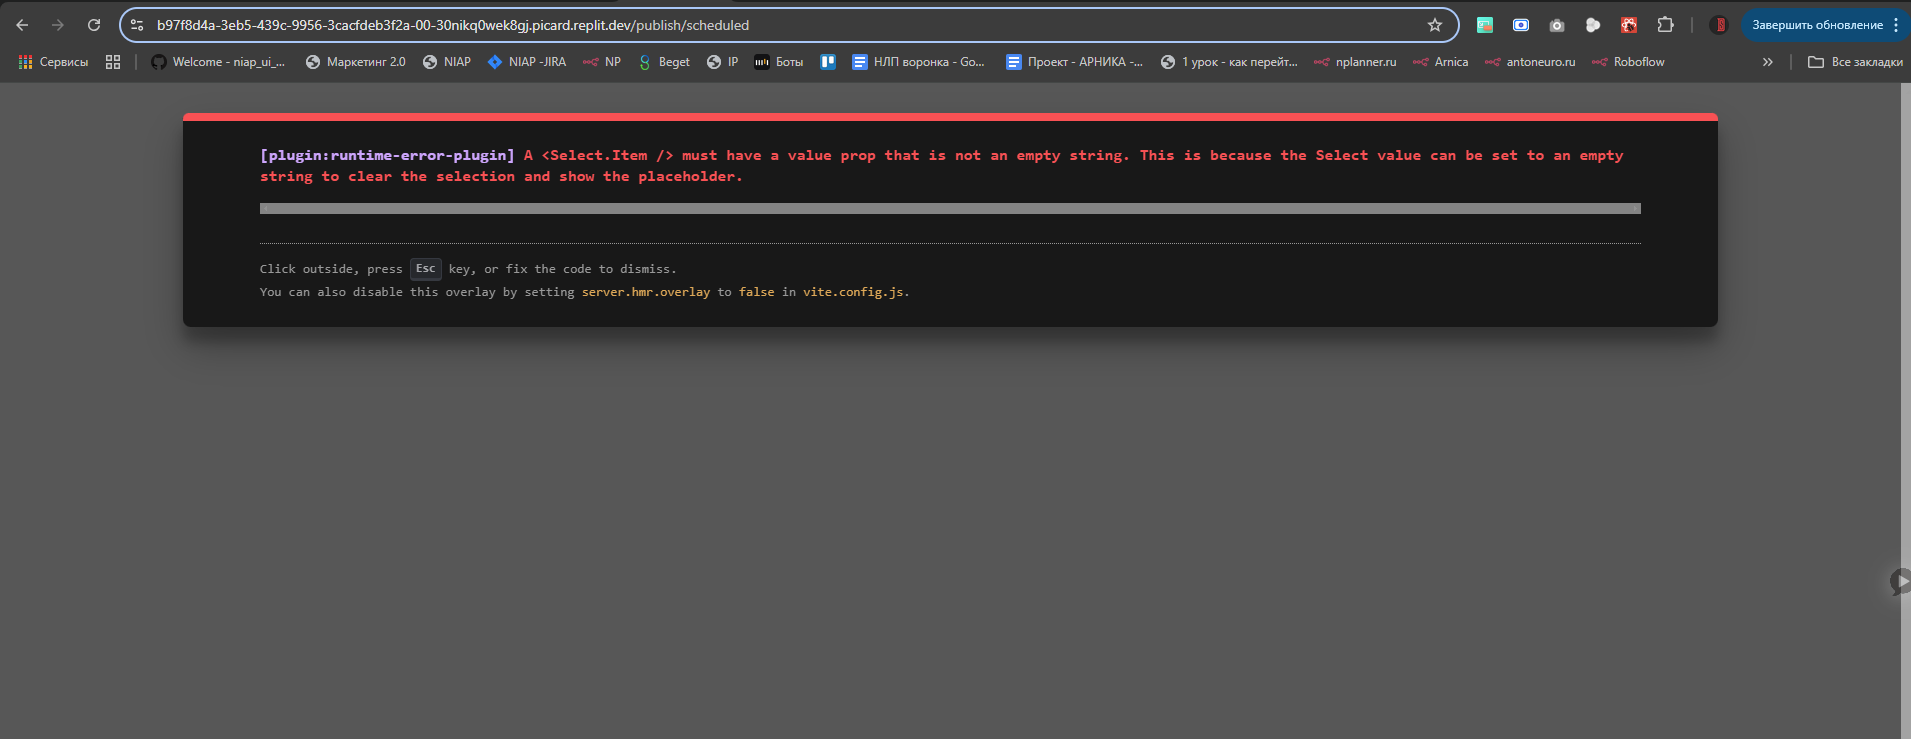 b97f8d4a-3eb5-439c-9956-3cacfdeb3f2a-00-30nikq0wek8gj.picard.replit.dev/publish/scheduled
Завершить обновление
Сервисы
Welcome - niap_ui_...
Маркетинг 2.0
NIAP
NIAP -JIRA
NP
Beget
IP
Боты
НЛП воронка - Go...
Проект - АРНИКА -...
1 урок - как перейт...
nplanner.ru
Arnica
antoneuro.ru
Roboflow
»
Все закладки
[plugin:runtime-error-plugin] A <Select.Item /> must have a value prop that is not an empty string. This is because the Select value can be set to an empty
string to clear the selection and show the placeholder.
Click outside, press Esc key, or fix the code to dismiss.
You can also disable this overlay by setting server.hmr.overlay to false in vite.config.js.